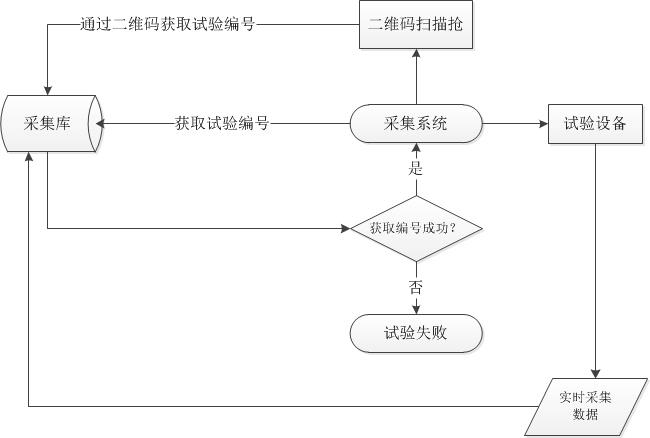 通过二维码获取试验编号
二维码扫描抢
采集库
获取试验编号
采集系统
试验设备
是
获取编号成功？
否
试验失败
实时采集
数据